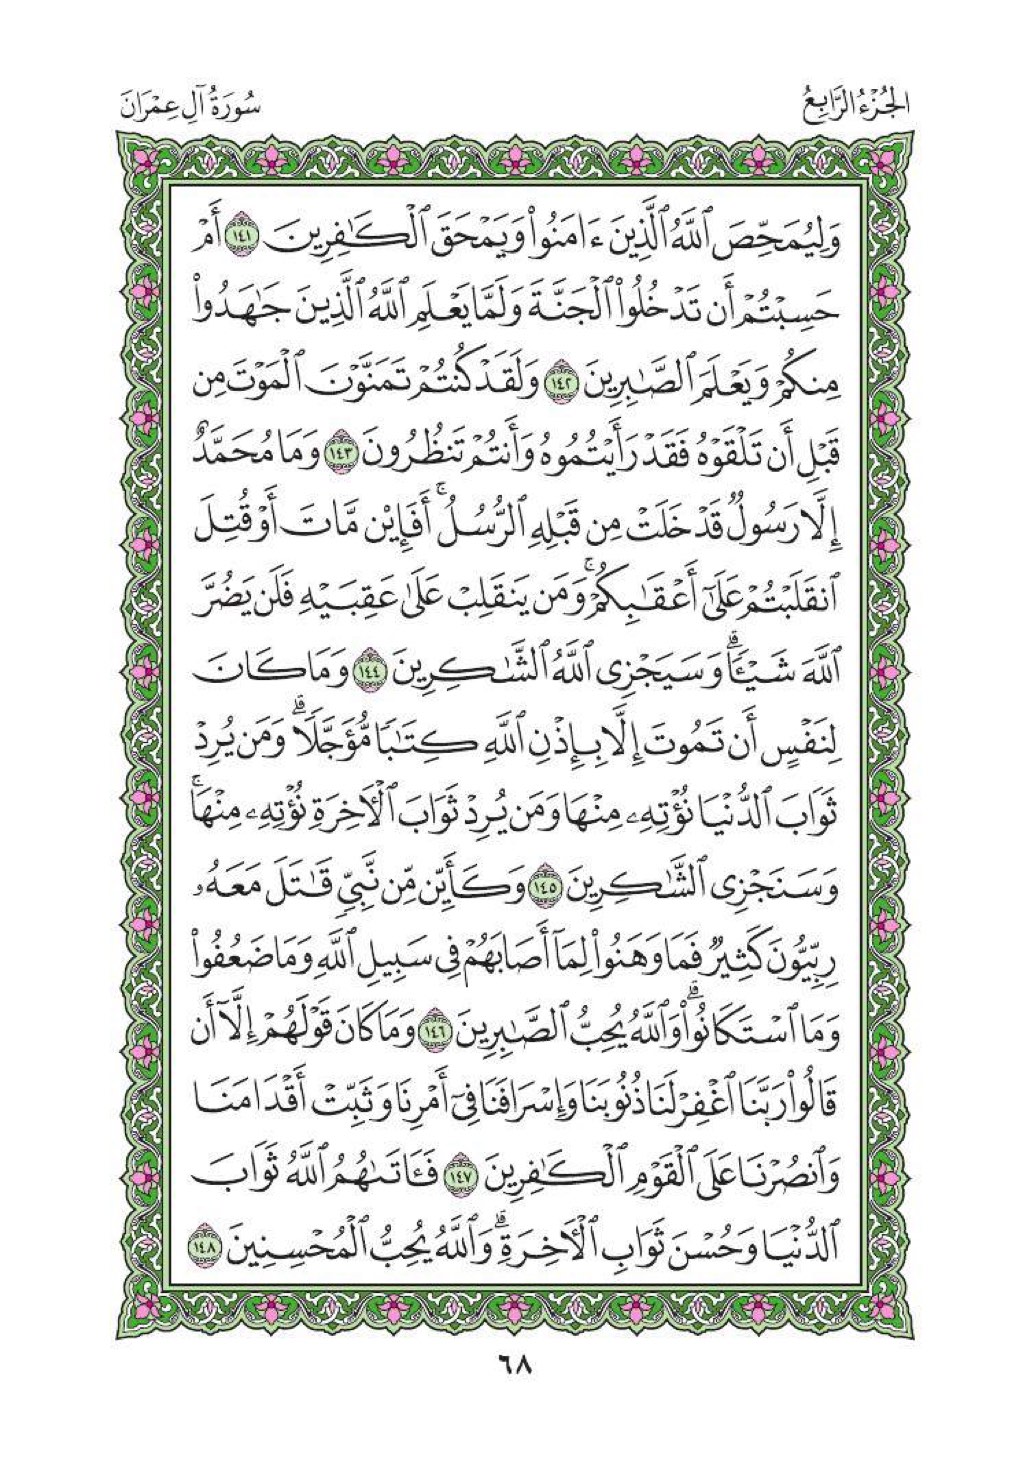 الجُزْءُ الرَّابِعُ
سُورَةُ آلِ عِمْرَانَ
وَلِيُمَحِّصَ ٱللَّهُ ٱلَّذِينَ ءَامَنُواْ وَيَمْحَقَ ٱلْكَٰفِرِينَ ١٤١ أَمْ
حَسِبْتُمْ أَن تَدْخُلُواْ ٱلْجَنَّةَ وَلَمَّا يَعْلَمِ ٱللَّهُ ٱلَّذِينَ جَٰهَدُواْ
مِنكُمْ وَيَعْلَمَ ٱلصَّٰبِرِينَ ١٤٢ وَلَقَدْ كُنتُمْ تَمَنَّوْنَ ٱلْمَوْتَ مِن
قَبْلِ أَن تَلْقَوْهُ فَقَدْ رَأَيْتُمُوهُ وَأَنتُمْ تَنظُرُونَ ١٤٣ وَمَا مُحَمَّدٌ
إِلَّا رَسُولٌ قَدْ خَلَتْ مِن قَبْلِهِ ٱلرُّسُلُ ۚ أَفَإِيْن مَّاتَ أَوْ قُتِلَ
ٱنقَلَبْتُمْ عَلَىٰٓ أَعْقَٰبِكُمْ ۚ وَمَن يَنقَلِبْ عَلَىٰ عَقِبَيْهِ فَلَن يَضُرَّ
ٱللَّهَ شَيْـًٔا ۗ وَسَيَجْزِى ٱللَّهُ ٱلشَّٰكِرِينَ ١٤٤ وَمَا كَانَ
لِنَفْسٍ أَن تَمُوتَ إِلَّا بِإِذْنِ ٱللَّهِ كِتَٰبًا مُّؤَجَّلًا ۗ وَمَن يُرِدْ
ثَوَابَ ٱلدُّنْيَا نُؤْتِهِۦ مِنْهَا وَمَن يُرِدْ ثَوَابَ ٱلْأَخِرَةِ نُؤْتِهِۦ مِنْهَا ۚ
وَسَنَجْزِى ٱلشَّٰكِرِينَ ١٤٥ وَكَأَيِّن مِّن نَّبِىٍّ قَٰتَلَ مَعَهُۥ
رِبِّيُّونَ كَثِيرٌ فَمَا وَهَنُواْ لِمَآ أَصَابَهُمْ فِى سَبِيلِ ٱللَّهِ وَمَا ضَعُفُواْ
وَمَا ٱسْتَكَانُواْ ۗ وَٱللَّهُ يُحِبُّ ٱلصَّٰبِرِينَ ١٤٦ وَمَا كَانَ قَوْلَهُمْ إِلَّآ أَن
قَالُواْ رَبَّنَا ٱغْفِرْ لَنَا ذُنُوبَنَا وَإِسْرَافَنَا فِىٓ أَمْرِنَا وَثَبِّتْ أَقْدَامَنَا
وَٱنصُرْنَا عَلَى ٱلْقَوْمِ ٱلْكَٰفِرِينَ ١٤٧ فَـَٔاتَىٰهُمُ ٱللَّهُ ثَوَابَ
ٱلدُّنْيَا وَحُسْنَ ثَوَابِ ٱلْأَخِرَةِ ۗ وَٱللَّهُ يُحِبُّ ٱلْمُحْسِنِينَ ١٤٨
٦٨